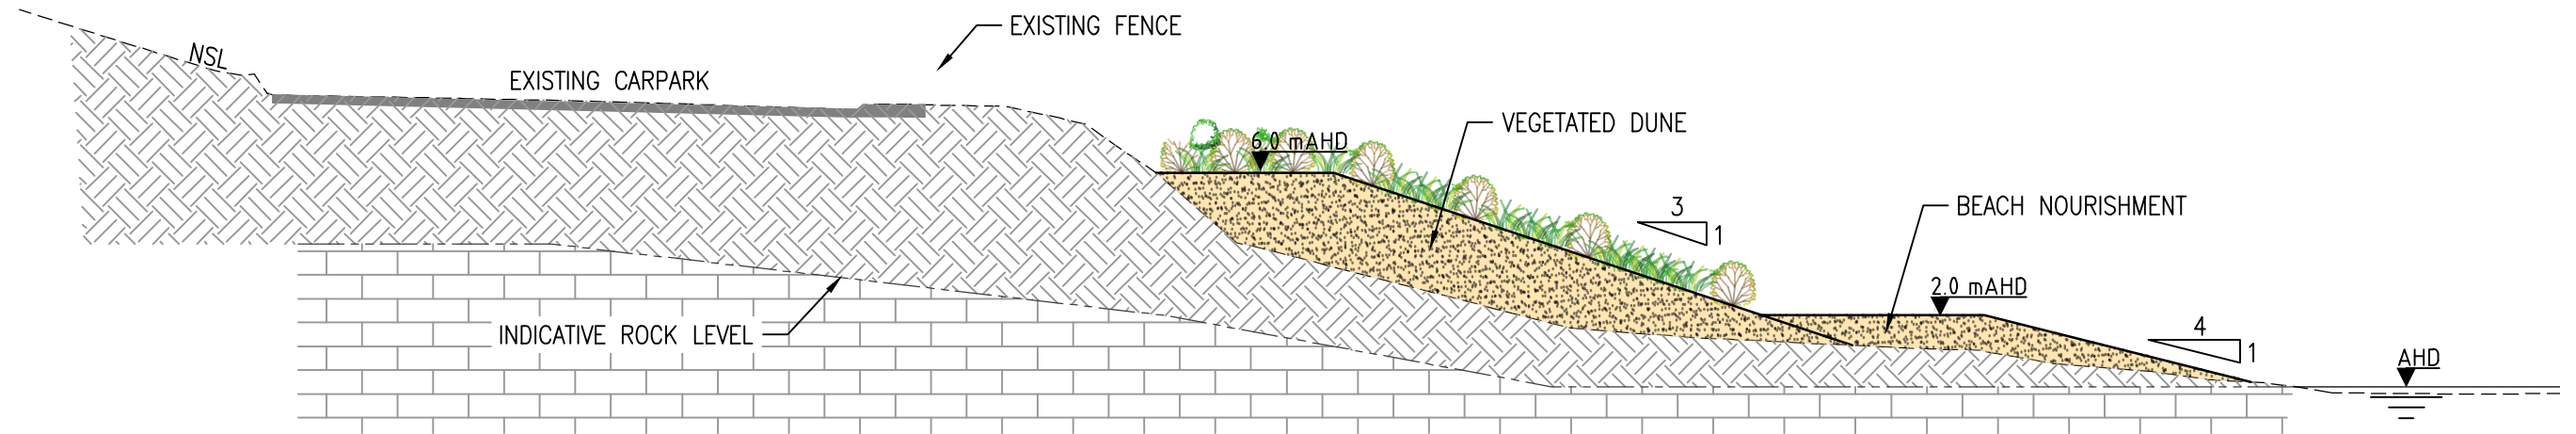 EXISTING FENCE
NSL
EXISTING CARPARK
VEGETATED DUNE
6.0 mAHD
3
1
BEACH NOURISHMENT
2.0 mAHD
INDICATIVE ROCK LEVEL
4
1
AHD